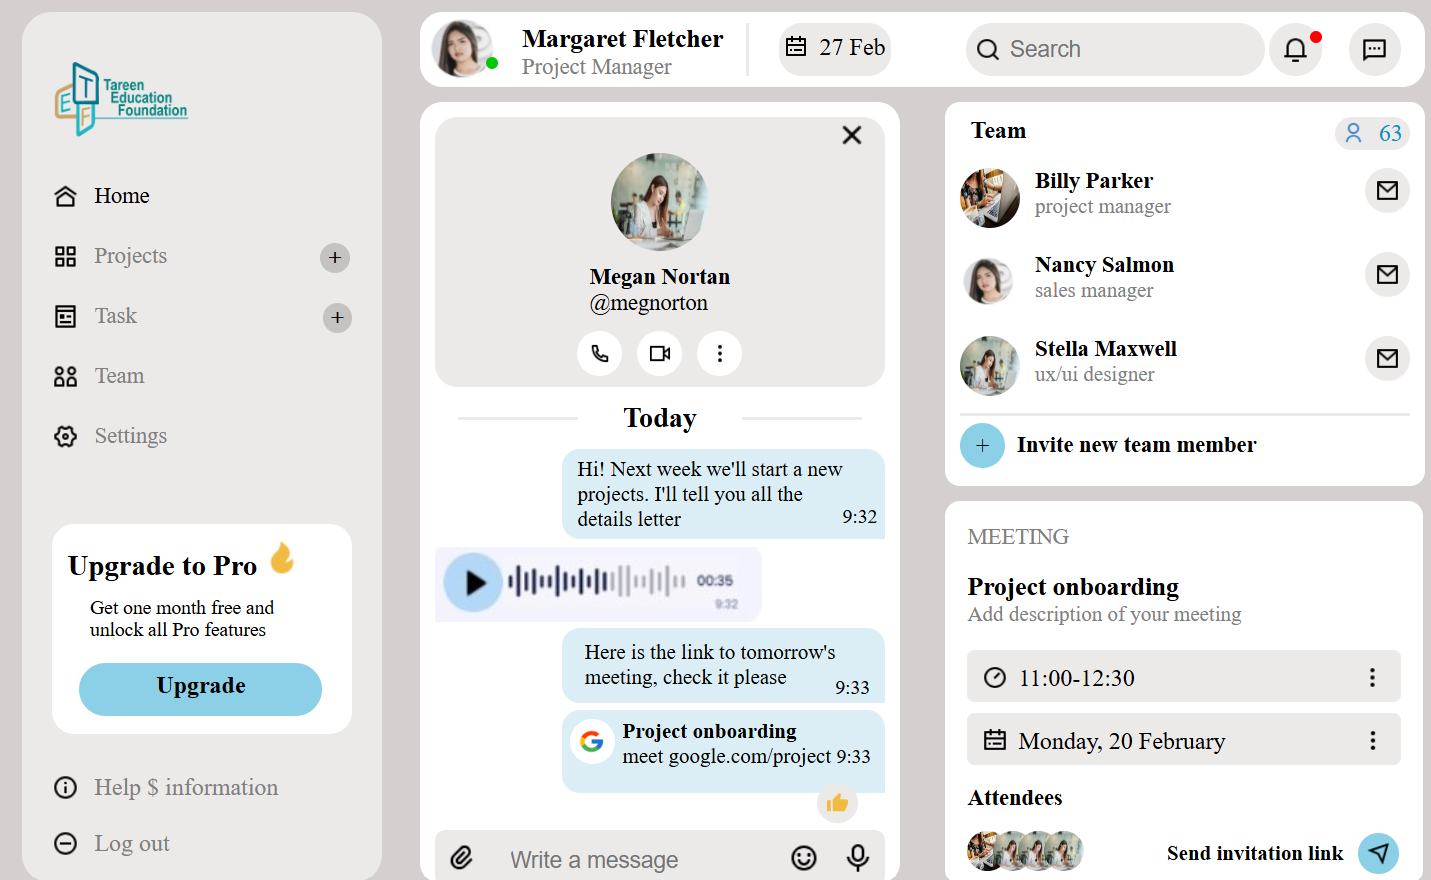 Tareen
Education
Foundation
Home
Projects
+
Task
+
Team
Settings
Upgrade to Pro
Get one month free and
unlock all Pro features
Upgrade
Help $ information
Log out
Margaret Fletcher
Project Manager
27 Feb
Search
Megan Nortan
@megnorton
Today
Hi! Next week we'll start a new
projects. I'll tell you all the
details letter
9:32
00:35
9:32
Here is the link to tomorrow's
meeting, check it please
9:33
Project onboarding
meet google.com/project 9:33
Write a message
Team
63
Billy Parker
project manager
Nancy Salmon
sales manager
Stella Maxwell
ux/ui designer
+
Invite new team member
MEETING
Project onboarding
Add description of your meeting
11:00-12:30
Monday, 20 February
Attendees
Send invitation link